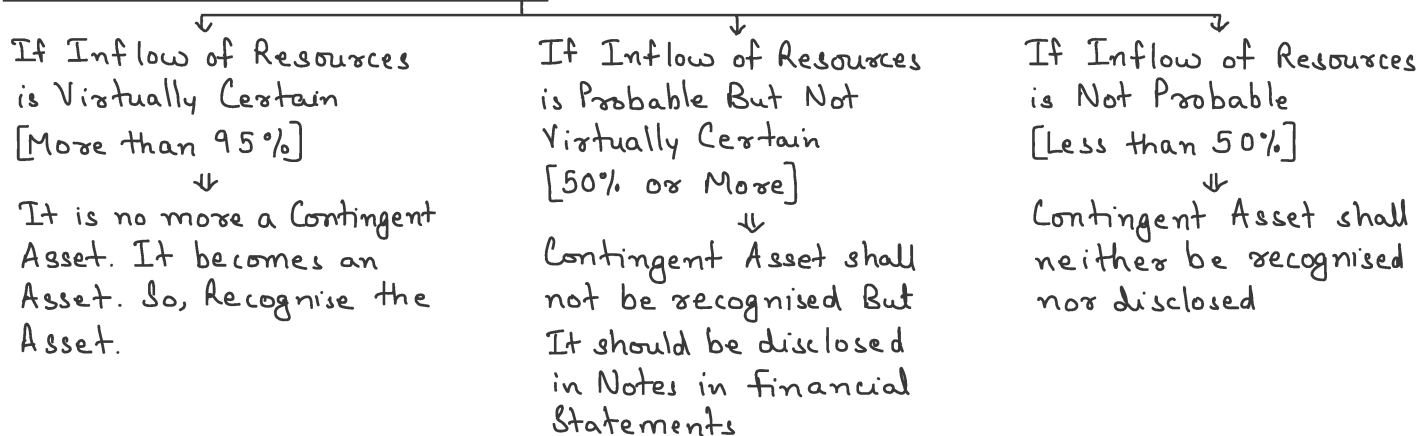 If Inflow of Resources
is Virtually Certain
[More than 95%]
⇓
It is no more a Contingent
Asset. It becomes an
Asset. So, Recognise the
Asset.
If Inflow of Resources
is Probable But Not
Virtually Certain
[50% or More]
⇓
Contingent Asset shall
not be recognised But
It should be disclosed
in Notes in financial
Statements
If Inflow of Resources
is Not Probable
[Less than 50%]
⇓
Contingent Asset shall
neither be recognised
nor disclosed